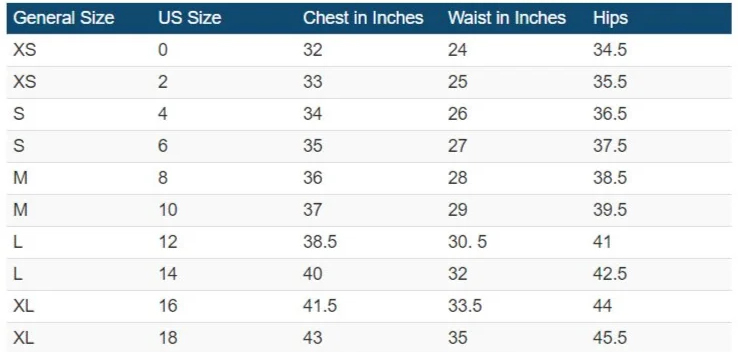 General Size US Size Chest in Inches Waist in Inches Hips
XS 0 32 24 34.5
XS 2 33 25 35.5
S 4 34 26 36.5
S 6 35 27 37.5
M 8 36 28 38.5
M 10 37 29 39.5
L 12 38.5 30. 5 41
L 14 40 32 42.5
XL 16 41.5 33.5 44
XL 18 43 35 45.5